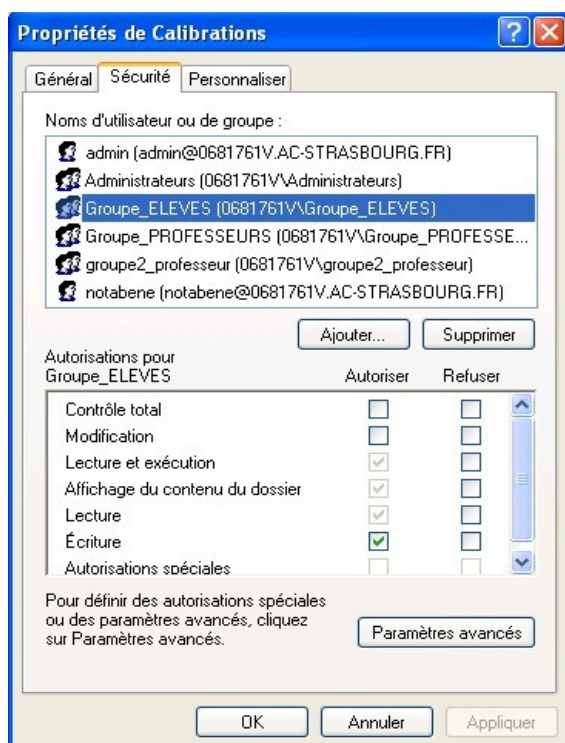 Propriétés de Calibrations
Général Sécurité Personnaliser
Noms d'utilisateur ou de groupe :
admin (admin@0681761V.AC-STRASBOURG.FR)
Administrateurs (0681761V\Administrateurs)
Groupe_ELEVES (0681761V\Groupe_ELEVES)
Groupe_PROFESSEURS (0681761V\Groupe_PROFESSE...
groupe2_professeur (0681761V\groupe2_professeur)
notabene (notabene@0681761V.AC-STRASBOURG.FR)
Ajouter... Supprimer
Autorisations pour
Groupe_ELEVES Autoriser Refuser
Contrôle total
Modification
Lecture et exécution
Affichage du contenu du dossier
Lecture
Écriture
Autorisations spéciales
Pour définir des autorisations spéciales
ou des paramètres avancés, cliquez
sur Paramètres avancés.
Paramètres avancés
OK Annuler Appliquer